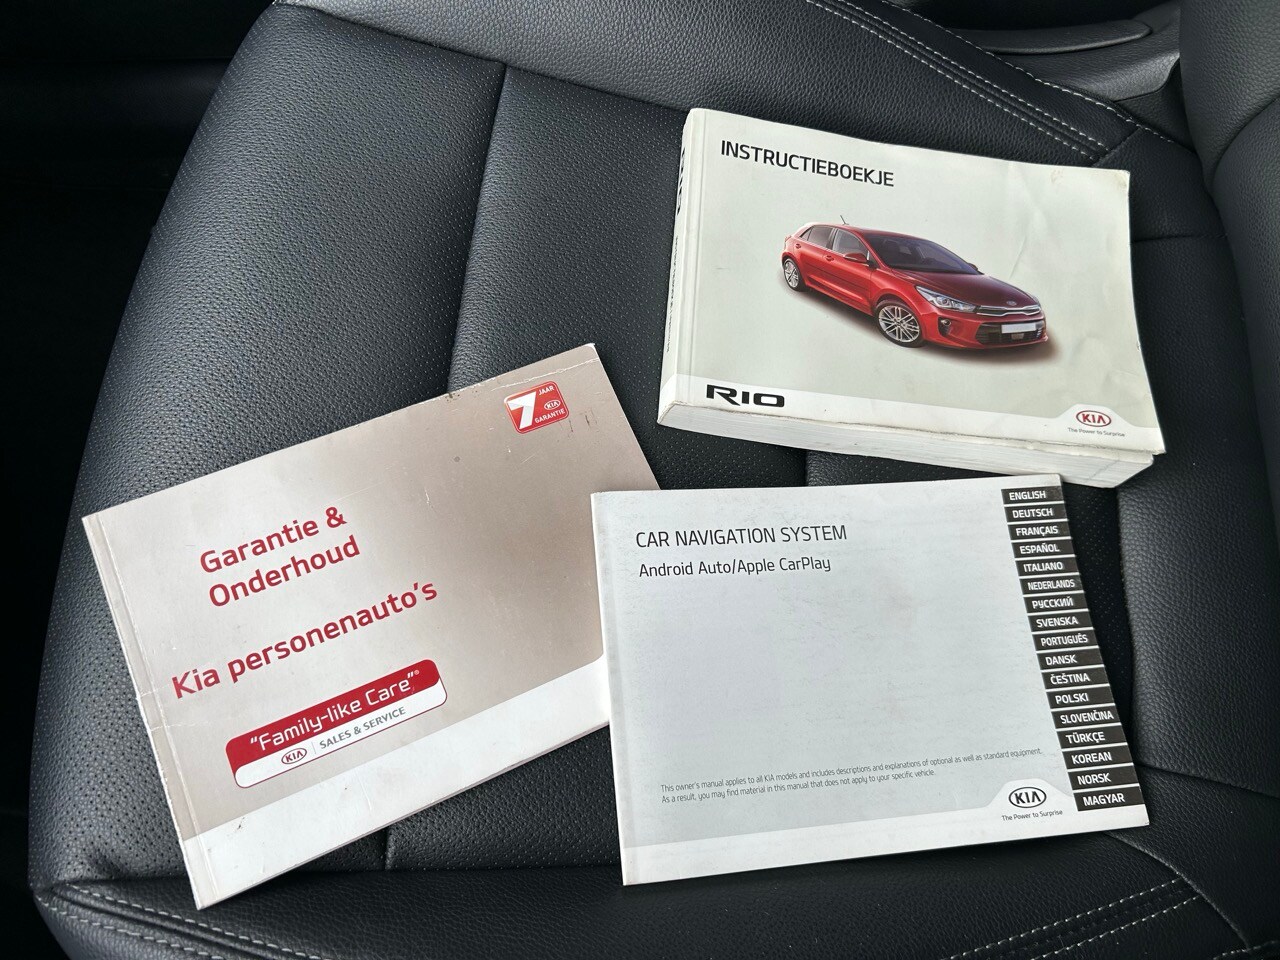 INSTRUCTIEBOEKJE
RIO
KIA
The Power to Surprise
7 JAAR
KIA
GARANTIE
Garantie &
Onderhoud
Kia personenauto's
"Family-like Care"®
KIA SALES & SERVICE
CAR NAVIGATION SYSTEM
Android Auto/Apple CarPlay
ENGLISH
DEUTSCH
FRANÇAIS
ESPAÑOL
ITALIANO
NEDERLANDS
РУССКИЙ
SVENSKA
PORTUGUÊS
DANSK
ČEŠTINA
POLSKI
SLOVENČINA
TÜRKÇE
KOREAN
NORSK
MAGYAR
This owner's manual applies to all KIA models and includes descriptions and explanations of optional as well as standard equipment.
As a result, you may find material in this manual that does not apply to your specific vehicle.
KIA
The Power to Surprise